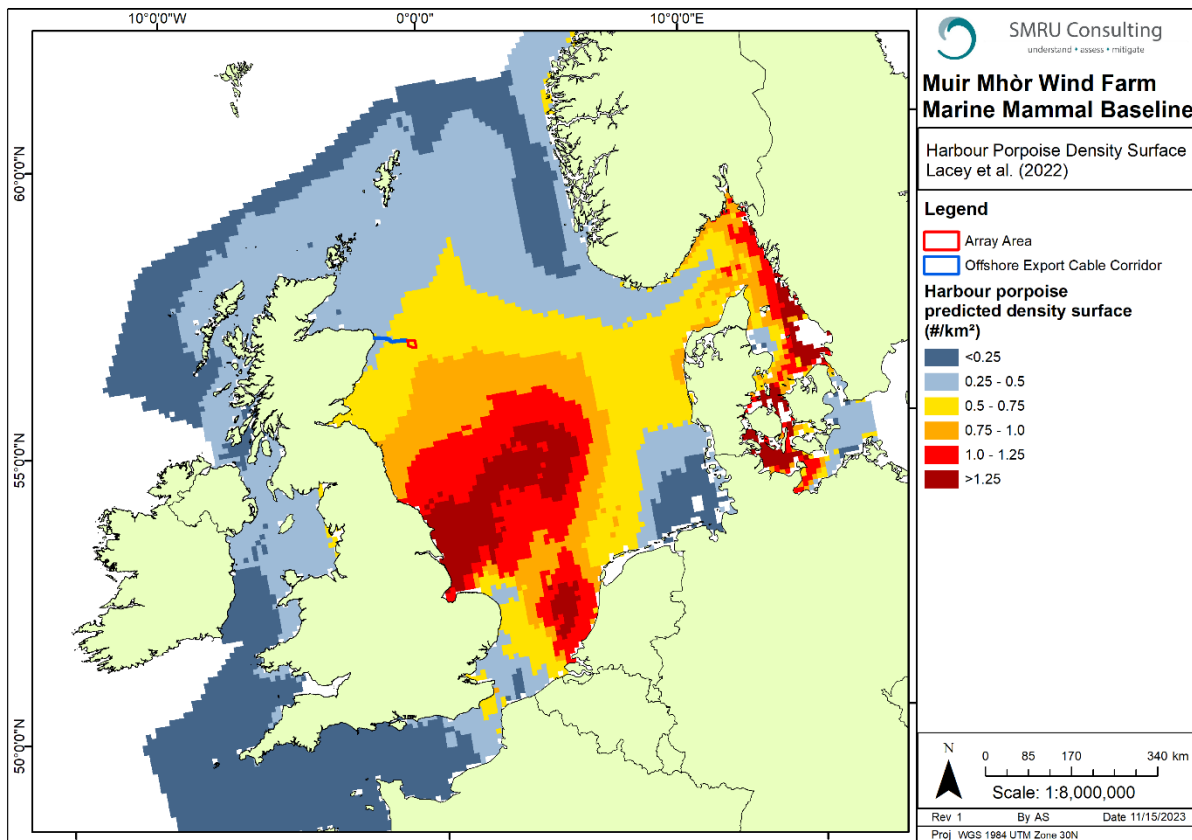 10°0'0"W
0°0'0"
10°0'0"E
60°0'0"N
55°0'0"N
50°0'0"N
SMRU Consulting
understand • assess • mitigate
Muir Mhòr Wind Farm
Marine Mammal Baseline
Harbour Porpoise Density Surface
Lacey et al. (2022)
Legend
Array Area
Offshore Export Cable Corridor
Harbour porpoise
predicted density surface
(#/km²)
<0.25
0.25 - 0.5
0.5 - 0.75
0.75 - 1.0
1.0 - 1.25
>1.25
N
0 85 170 340 km
Scale: 1:8,000,000
Rev 1 By AS Date 11/15/2023
Proj WGS 1984 UTM Zone 30N